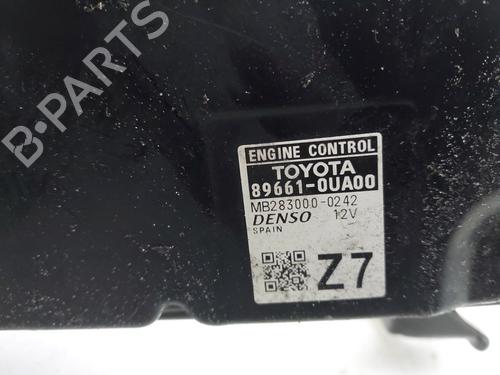 B-PARTS
ENGINE CONTROL
TOYOTA
89661-0UA00
MB283000-0242
DENSO 12V
SPAIN
Z7